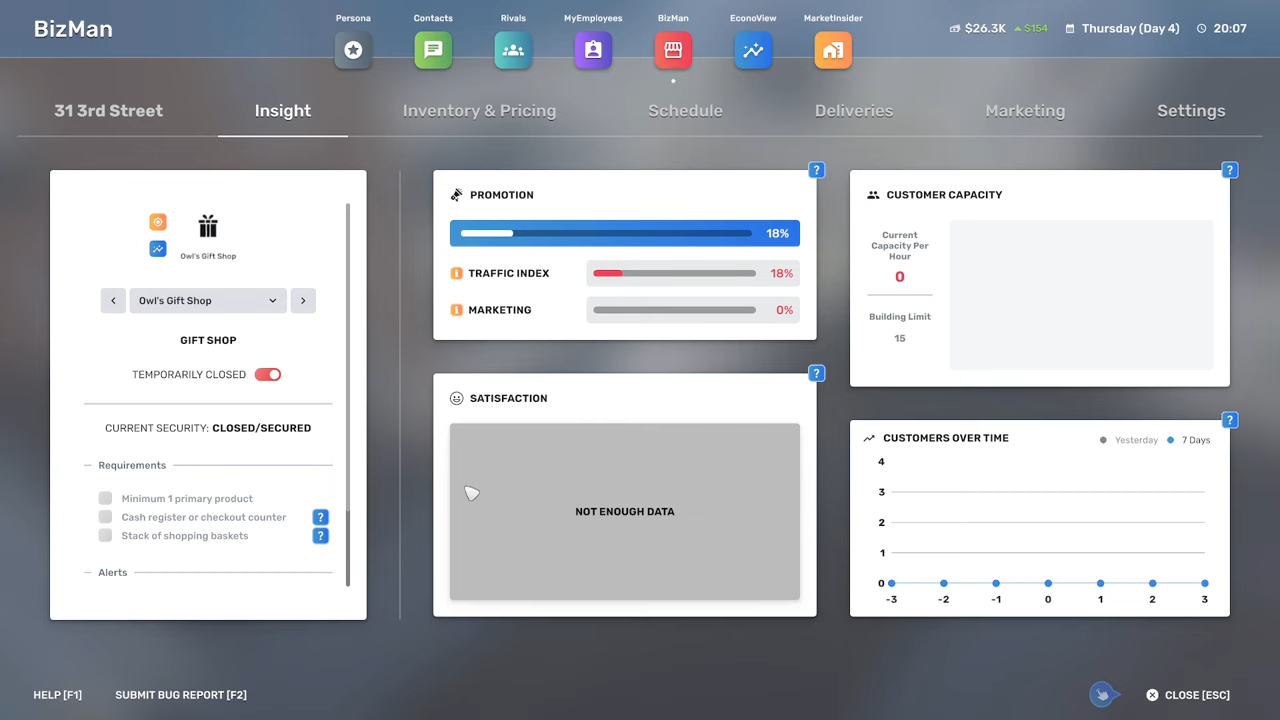 BizMan
Persona
Contacts
Rivals
MyEmployees
BizMan
EconoView
MarketInsider
$26.3K
$154
Thursday (Day 4)
20:07
31 3rd Street
Insight
Inventory & Pricing
Schedule
Deliveries
Marketing
Settings
Owl's Gift Shop
Owl's Gift Shop
GIFT SHOP
TEMPORARILY CLOSED
CURRENT SECURITY: CLOSED/SECURED
Requirements
Minimum 1 primary product
Cash register or checkout counter ?
Stack of shopping baskets ?
Alerts
?
PROMOTION
18%
TRAFFIC INDEX 18%
MARKETING 0%
?
SATISFACTION
NOT ENOUGH DATA
?
CUSTOMER CAPACITY
Current
Capacity Per
Hour
0
Building Limit
15
?
CUSTOMERS OVER TIME
Yesterday
7 Days
4
3
2
1
0
-3 -2 -1 0 1 2 3
HELP [F1]
SUBMIT BUG REPORT [F2]
CLOSE [ESC]